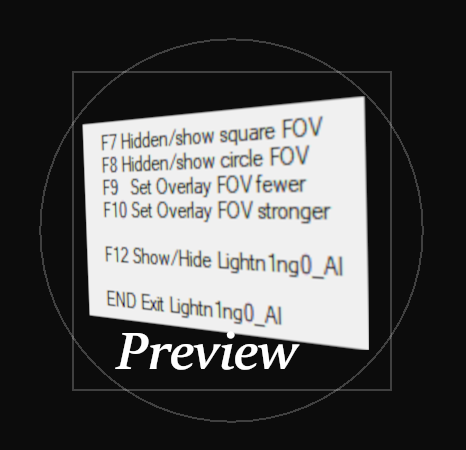 F7 Hidden/show square FOV
F8 Hidden/show circle FOV
F9 Set Overlay FOV fewer
F10 Set Overlay FOV stronger
F12 Show/Hide Lightn1ng0_AI
END Exit Lightn1ng0_AI
Preview